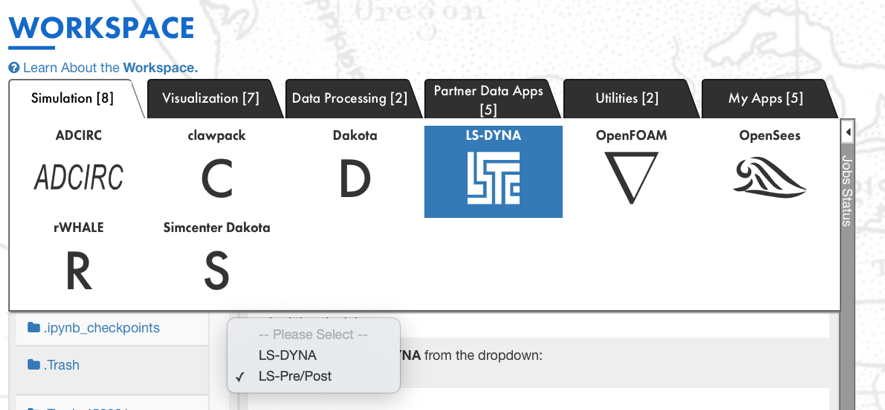 Oregon
WORKSPACE
Learn About the Workspace.
Simulation [8]
Visualization [7]
Data Processing [2]
Partner Data Apps
[5]
Utilities [2]
My Apps [5]
ADCIRC
clawpack
Dakota
LS-DYNA
OpenFOAM
OpenSees
ADCIRC
C
D
LSTC
Jobs Status
rWHALE
Simcenter Dakota
R
S
.ipynb_checkpoints
-- Please Select --
LS-DYNA
NA from the dropdown:
.Trash
✓ LS-Pre/Post